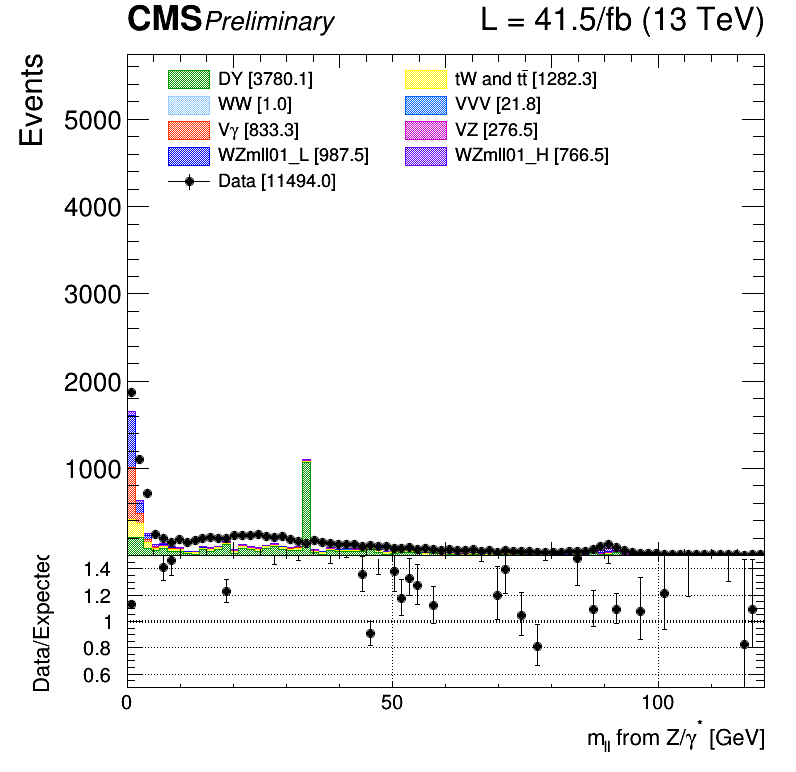 CMS Preliminary L = 41.5/fb (13 TeV)
Events
DY [3780.1] tW and tt̄ [1282.3]
WW [1.0] VVV [21.8]
Vγ [833.3] VZ [276.5]
WZmll01_L [987.5] WZmll01_H [766.5]
Data [11494.0]
5000
4000
3000
2000
1000
Data/Expected
1.4
1.2
1
0.8
0.6
0 50 100
m_ll from Z/γ* [GeV]